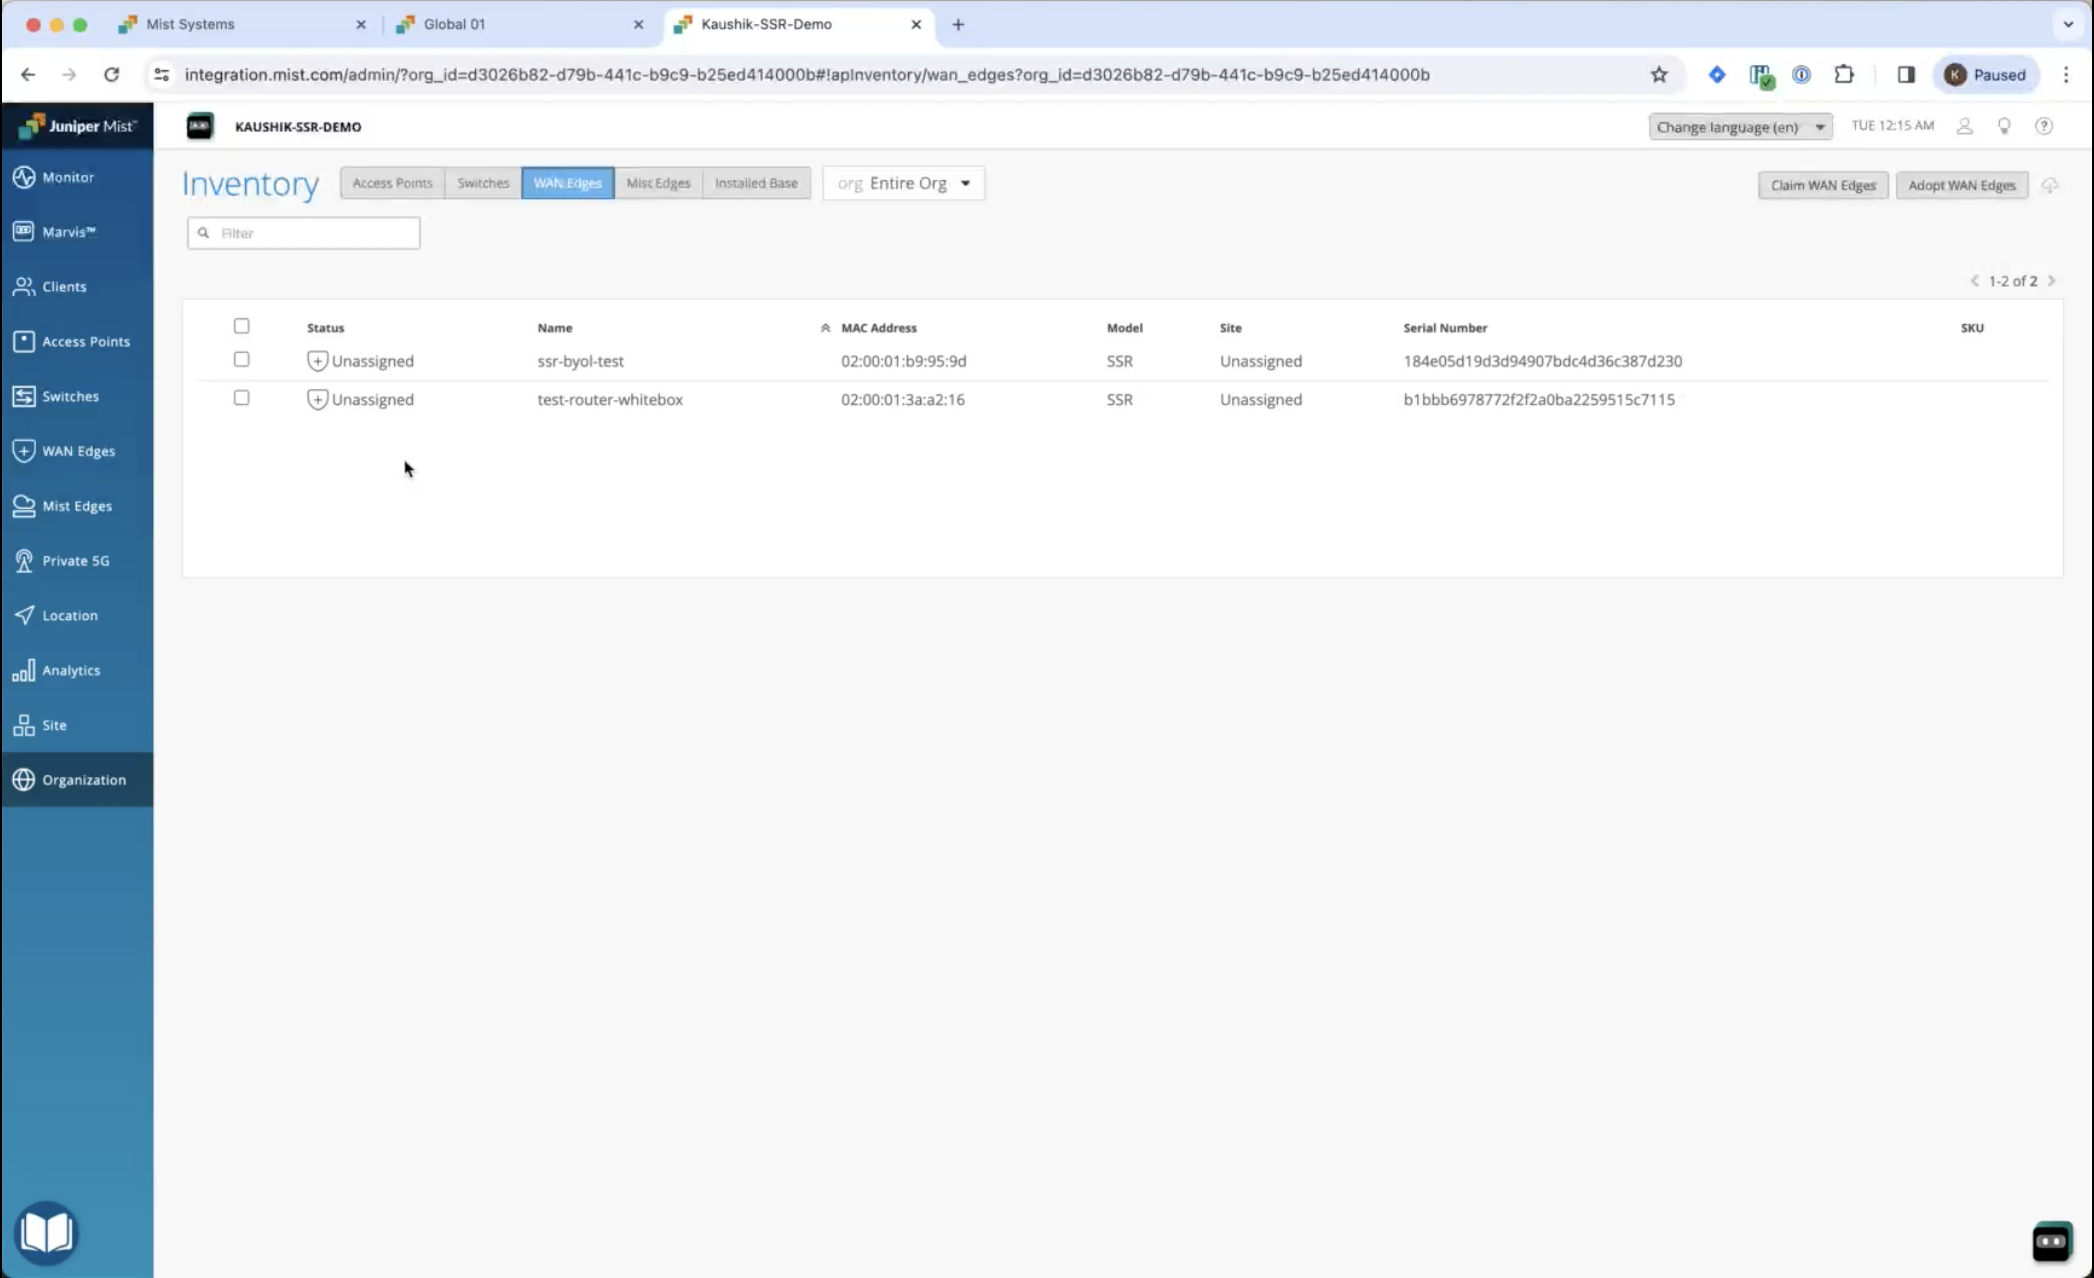 Mist Systems
Global 01
Kaushik-SSR-Demo
integration.mist.com/admin/?org_id=d3026b82-d79b-441c-b9c9-b25ed414000b#!apInventory/wan_edges?org_id=d3026b82-d79b-441c-b9c9-b25ed414000b
K Paused
Juniper Mist™
KAUSHIK-SSR-DEMO
Change language (en)
TUE 12:15 AM
Monitor
Marvis™
Clients
Access Points
Switches
WAN Edges
Mist Edges
Private 5G
Location
Analytics
Site
Organization
Inventory
Access Points Switches WAN Edges Mist Edges Installed Base
org Entire Org
Claim WAN Edges
Adopt WAN Edges
Filter
1-2 of 2
Status Name MAC Address Model Site Serial Number SKU
Unassigned ssr-byol-test 02:00:01:b9:95:9d SSR Unassigned 184e05d19d3d94907bdc4d36c387d230
Unassigned test-router-whitebox 02:00:01:3a:a2:16 SSR Unassigned b1bbb6978772f2f2a0ba2259515c7115